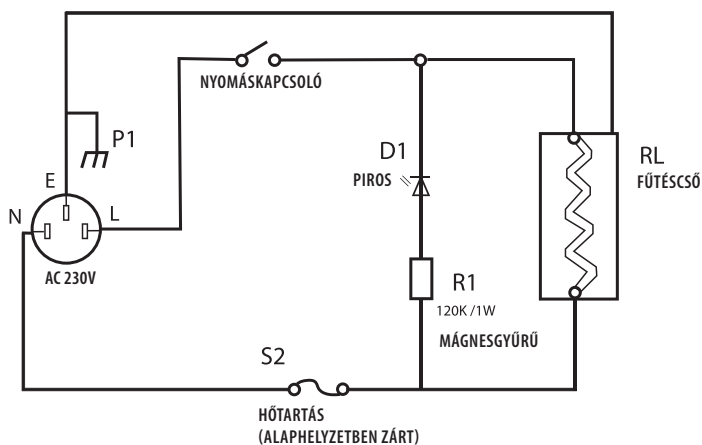 NYOMÁSKAPCSOLÓ
P1
E
N
L
AC 230V
D1
PIROS
RL
FŰTÉSCSŐ
R1
120K /1W
MÁGNESGYŰRŰ
S2
HŐTARTÁS
(ALAPHELYZETBEN ZÁRT)